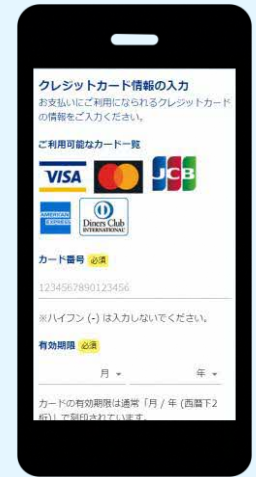 クレジットカード情報の入力
お支払いにご利用になられるクレジットカード
の情報をご入力ください。
ご利用可能なカード一覧
VISA JCB
AMERICAN
EXPRESS
Diners Club
INTERNATIONAL
カード番号 必須
1234567890123456
※ハイフン (-) は入力しないでください。
有効期限 必須
月 年
カードの有効期限は通常「月 / 年 (西暦下2
桁)」で刻印されています。